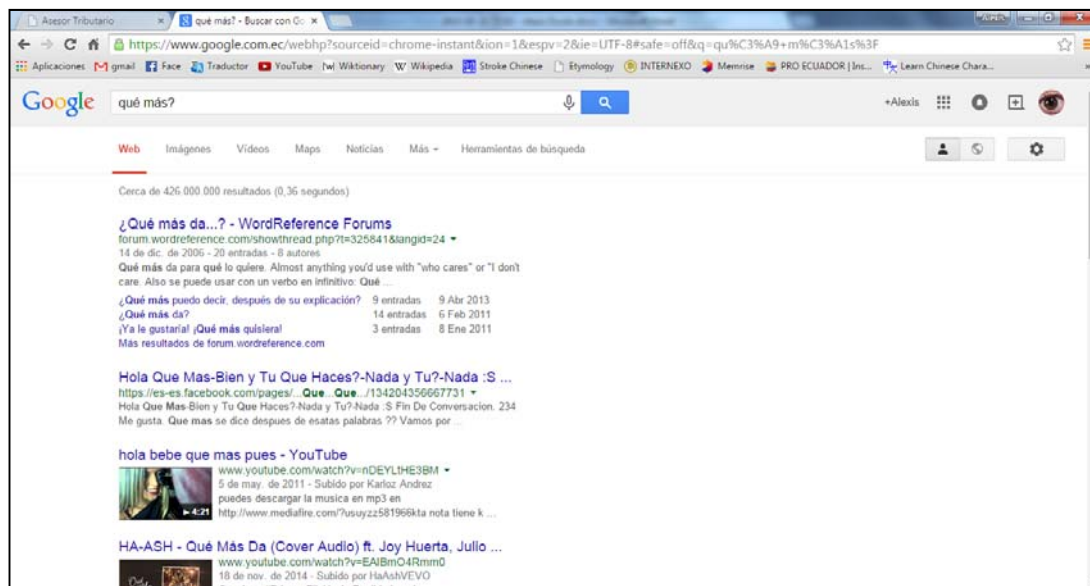 Asesor Tributario
qué más? - Buscar con Go
https://www.google.com.ec/webhp?sourceid=chrome-instant&ion=1&espv=2&ie=UTF-8#safe=off&q=qu%C3%A9+m%C3%A1s%3F
Aplicaciones gmail Face Traductor YouTube Wiktionary Wikipedia Stroke Chinese Etymology INTERNEXO Memrise PRO ECUADOR | Ins... Learn Chinese Chara...
Google qué más? +Alexis
Web Imágenes Vídeos Maps Noticias Más Herramientas de búsqueda
Cerca de 426.000.000 resultados (0,36 segundos)
¿Qué más da...? - WordReference Forums
forum.wordreference.com/showthread.php?t=325841&langid=24
14 de dic. de 2006 - 20 entradas - 8 autores
Qué más da para qué lo quiere. Almost anything you'd use with "who cares" or "I don't
care. Also se puede usar con un verbo en infinitivo: Qué ...
¿Qué más puedo decir, después de su explicación? 9 entradas 9 Abr 2013
¿Qué más da? 14 entradas 6 Feb 2011
¡Ya le gustaría! ¡Qué más quisiera! 3 entradas 8 Ene 2011
Más resultados de forum.wordreference.com
Hola Que Mas-Bien y Tu Que Haces?-Nada y Tu?-Nada :S ...
https://es-es.facebook.com/pages/...Que...Que.../134204356667731
Hola Que Mas-Bien y Tu Que Haces?-Nada y Tu?-Nada :S Fin De Conversacion. 234
Me gusta. Que mas se dice despues de esatas palabras ?? Vamos por ...
hola bebe que mas pues - YouTube
www.youtube.com/watch?v=nDEYLtHE3BM
5 de may. de 2011 - Subido por Karloz Andrez
4:21 puedes descargar la musica en mp3 en
http://www.mediafire.com/?usuyzz581966kta nota tiene k ...
HA-ASH - Qué Más Da (Cover Audio) ft. Joy Huerta, Julio ...
www.youtube.com/watch?v=EAIBmO4Rmm0
18 de nov. de 2014 - Subido por HaAshVEVO